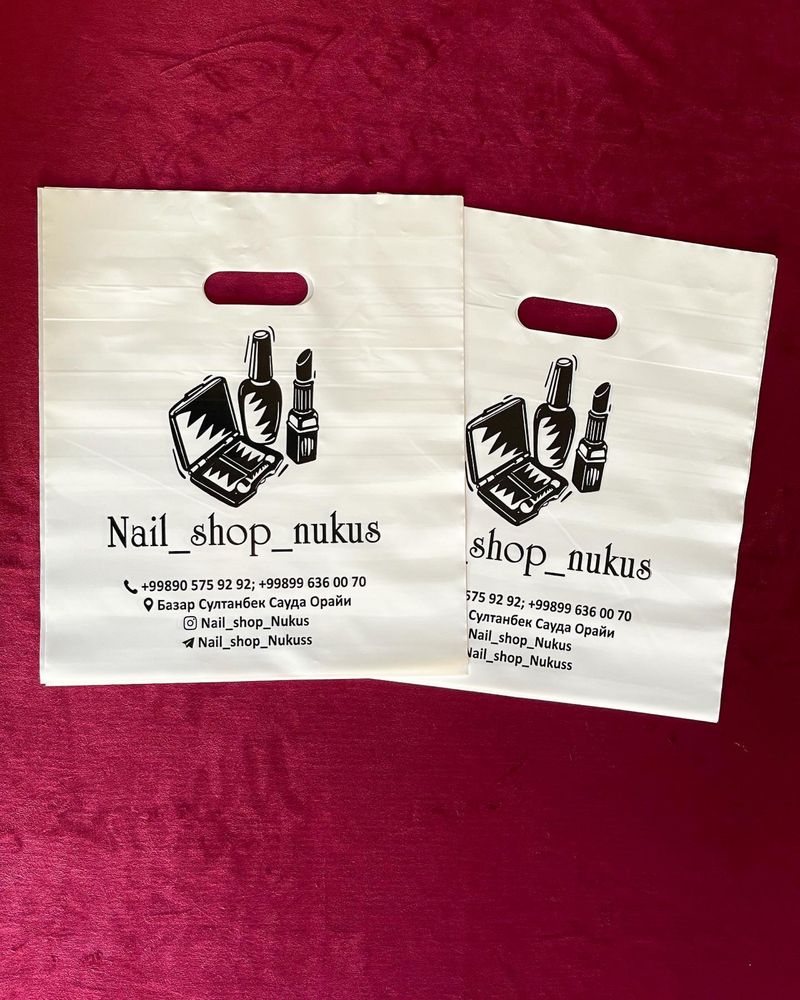 Nail_shop_nukus
+99890 575 92 92; +99899 636 00 70
Базар Султанбек Сауда Орайи
Nail_shop_Nukus
Nail_shop_Nukuss
_shop_nukus
575 92 92; +99899 636 00 70
Султанбек Сауда Орайи
Nail_shop_Nukus
Nail_shop_Nukuss